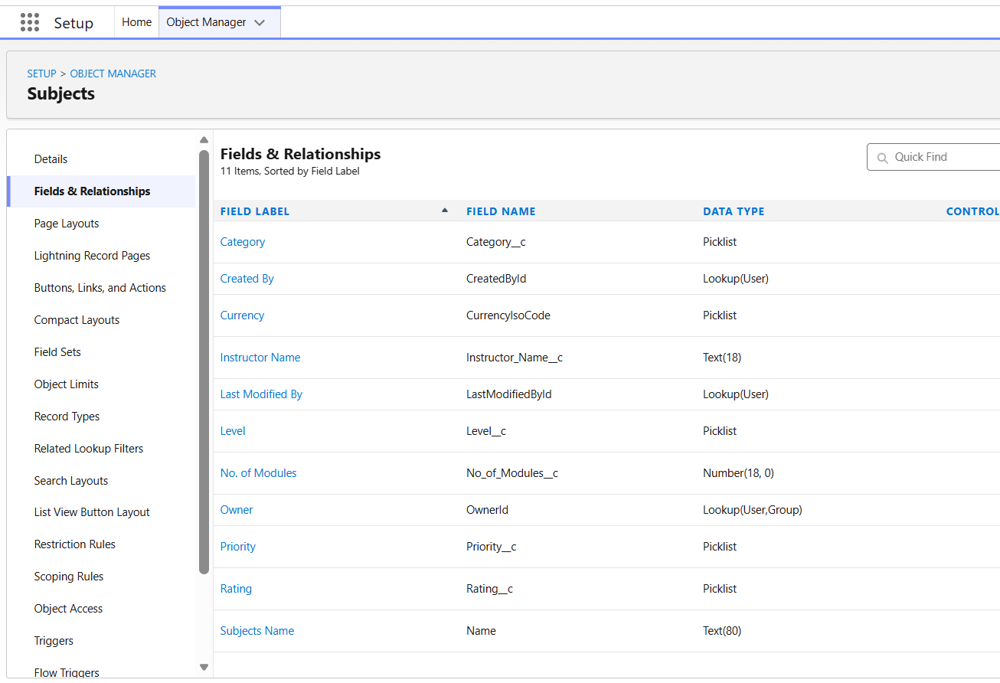 Setup Home Object Manager
SETUP > OBJECT MANAGER
Subjects
Details
Fields & Relationships
Page Layouts
Lightning Record Pages
Buttons, Links, and Actions
Compact Layouts
Field Sets
Object Limits
Record Types
Related Lookup Filters
Search Layouts
List View Button Layout
Restriction Rules
Scoping Rules
Object Access
Triggers
Flow Triggers
Fields & Relationships
11 Items, Sorted by Field Label
Quick Find
FIELD LABEL FIELD NAME DATA TYPE CONTROL
Category Category__c Picklist
Created By CreatedById Lookup(User)
Currency CurrencyIsoCode Picklist
Instructor Name Instructor_Name__c Text(18)
Last Modified By LastModifiedById Lookup(User)
Level Level__c Picklist
No. of Modules No_of_Modules__c Number(18, 0)
Owner OwnerId Lookup(User,Group)
Priority Priority__c Picklist
Rating Rating__c Picklist
Subjects Name Name Text(80)